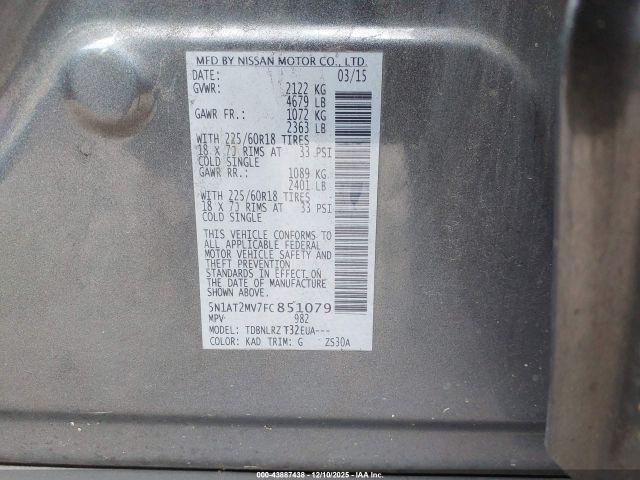 MFD BY NISSAN MOTOR CO., LTD.
DATE: 03/15
GVWR: 2122 KG
4679 LB
GAWR FR.: 1072 KG
2363 LB
WITH 225/60R18 TIRES
18 X 7J RIMS AT 33 PSI
COLD SINGLE
GAWR RR.: 1089 KG
2401 LB
WITH 225/60R18 TIRES
18 X 7J RIMS AT 33 PSI
COLD SINGLE
THIS VEHICLE CONFORMS TO
ALL APPLICABLE FEDERAL
MOTOR VEHICLE SAFETY AND
THEFT PREVENTION
STANDARDS IN EFFECT ON
THE DATE OF MANUFACTURE
SHOWN ABOVE.
5N1AT2MV7FC851079
MPV 982
MODEL: TDBNLRZ T32EUA---
COLOR: KAD TRIM: G ZS30A
000-43887438 - 12/10/2025 - IAA Inc.